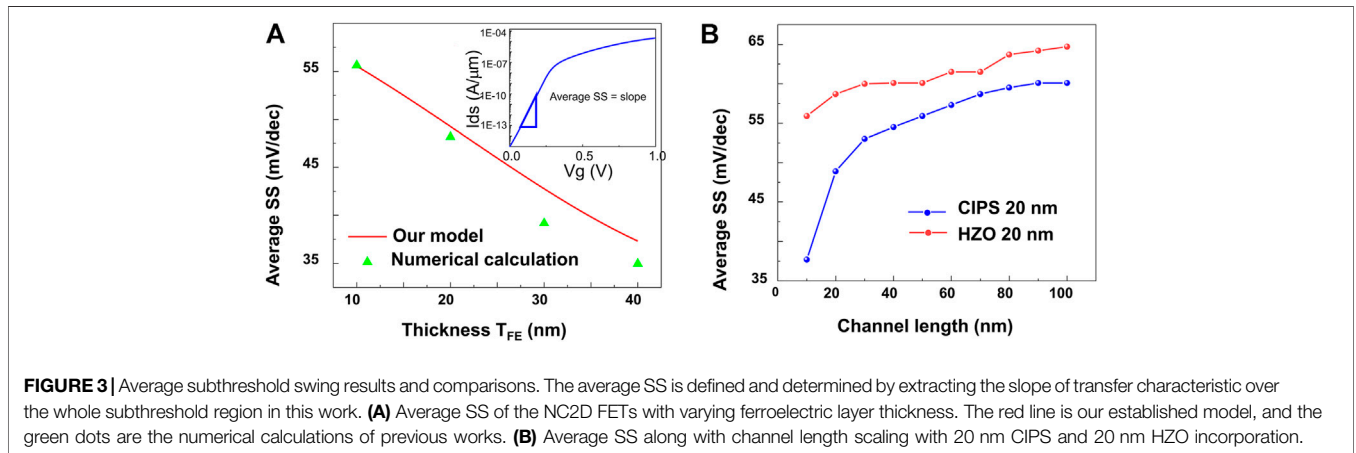 A
Average SS (mV/dec)
55
45
35
10
20
30
40
Thickness T_FE (nm)
Our model
Numerical calculation
Ids (A/μm)
1E-04
1E-07
1E-10
1E-13
0.0
0.5
1.0
Vg (V)
Average SS = slope
B
Average SS (mV/dec)
65
55
45
35
0
20
40
60
80
100
Channel length (nm)
CIPS 20 nm
HZO 20 nm
FIGURE 3 | Average subthreshold swing results and comparisons. The average SS is defined and determined by extracting the slope of transfer characteristic over
the whole subthreshold region in this work. (A) Average SS of the NC2D FETs with varying ferroelectric layer thickness. The red line is our established model, and the
green dots are the numerical calculations of previous works. (B) Average SS along with channel length scaling with 20 nm CIPS and 20 nm HZO incorporation.